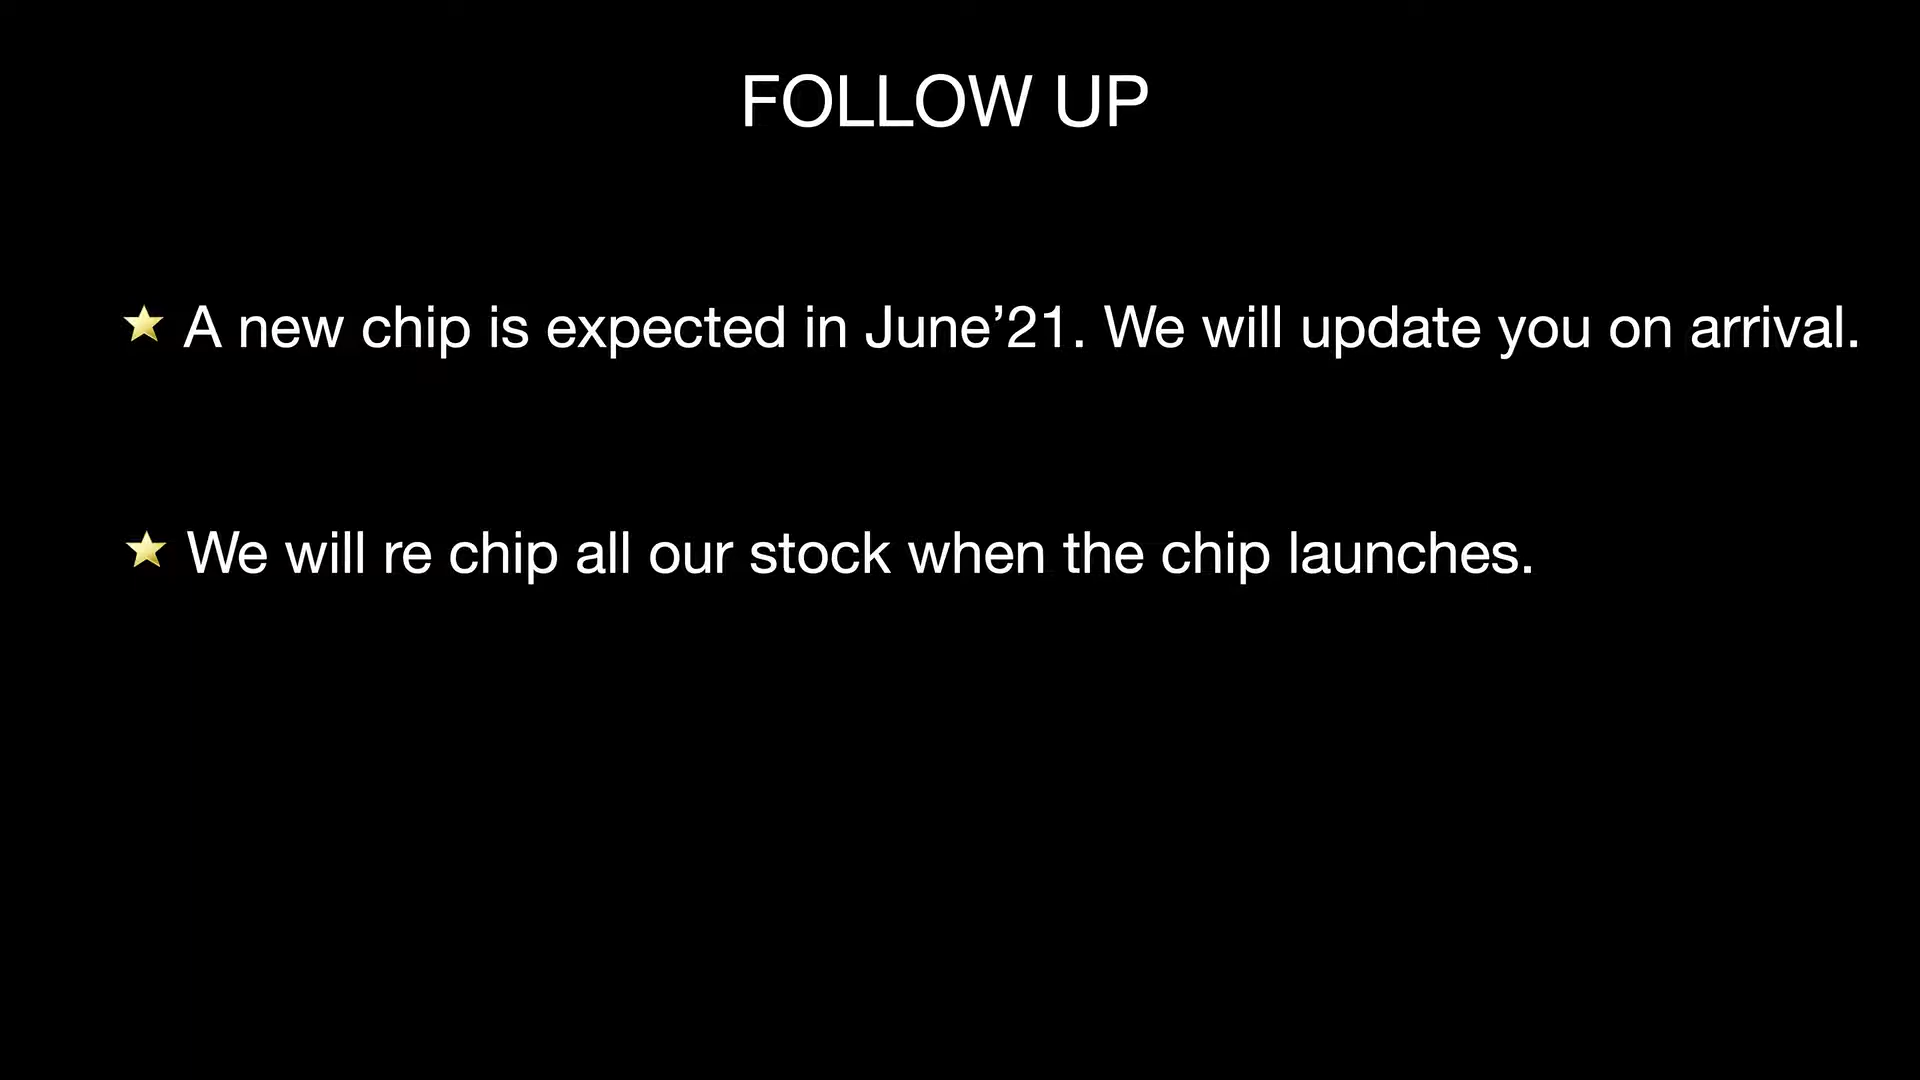 FOLLOW UP
A new chip is expected in June’21. We will update you on arrival.
We will re chip all our stock when the chip launches.